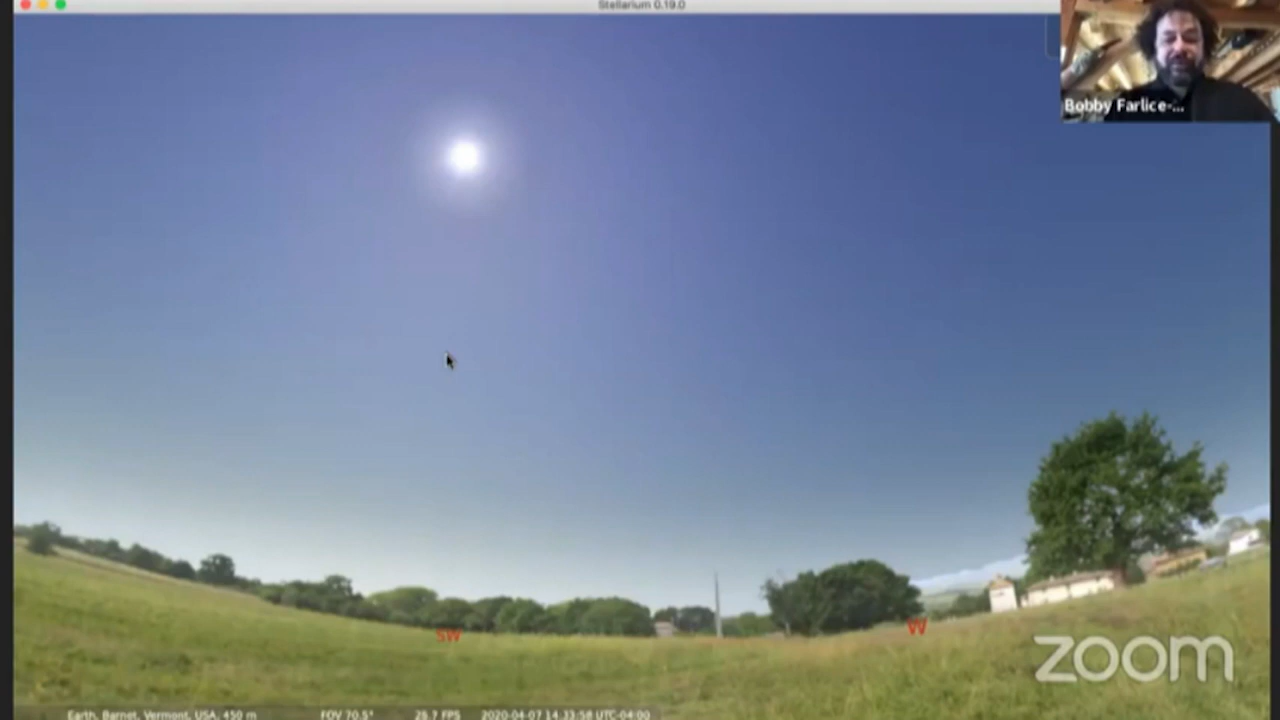 Stellarium 0.19.0
Bobby Farlice-...
SW
W
zoom
Earth, Barnet, Vermont, USA, 450 m FOV 70.5° 28.7 FPS 2020-04-07 14:33:58 UTC-04:00